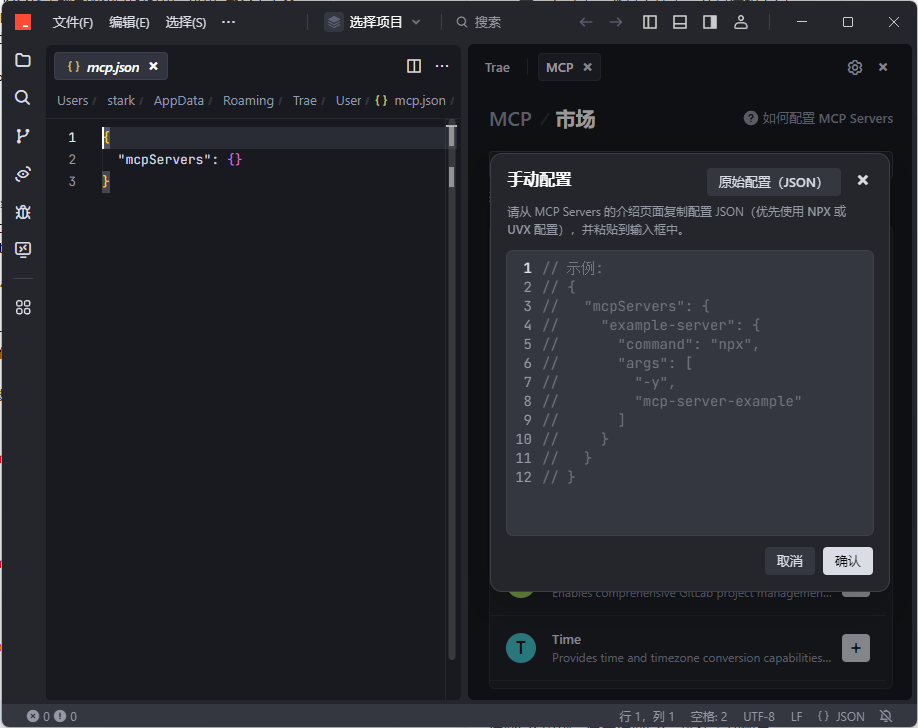 文件(F) 编辑(E) 选择(S) ··· 选择项目 搜索
{ } mcp.json
Users / stark / AppData / Roaming / Trae / User / { } mcp.json /
1 {
2 "mcpServers": {}
3 }
Trae MCP
MCP / 市场 如何配置 MCP Servers
手动配置 原始配置（JSON）
请从 MCP Servers 的介绍页面复制配置 JSON（优先使用 NPX 或
UVX 配置），并粘贴到输入框中。
1 // 示例:
2 // {
3 //   "mcpServers": {
4 //     "example-server": {
5 //       "command": "npx",
6 //       "args": [
7 //         "-y",
8 //         "mcp-server-example"
9 //       ]
10 //     }
11 //   }
12 // }
取消 确认
Enables comprehensive GitLab project managemen...
T
Time
Provides time and timezone conversion capabilities...
0 0 行 1，列 1 空格: 2 UTF-8 LF { } JSON